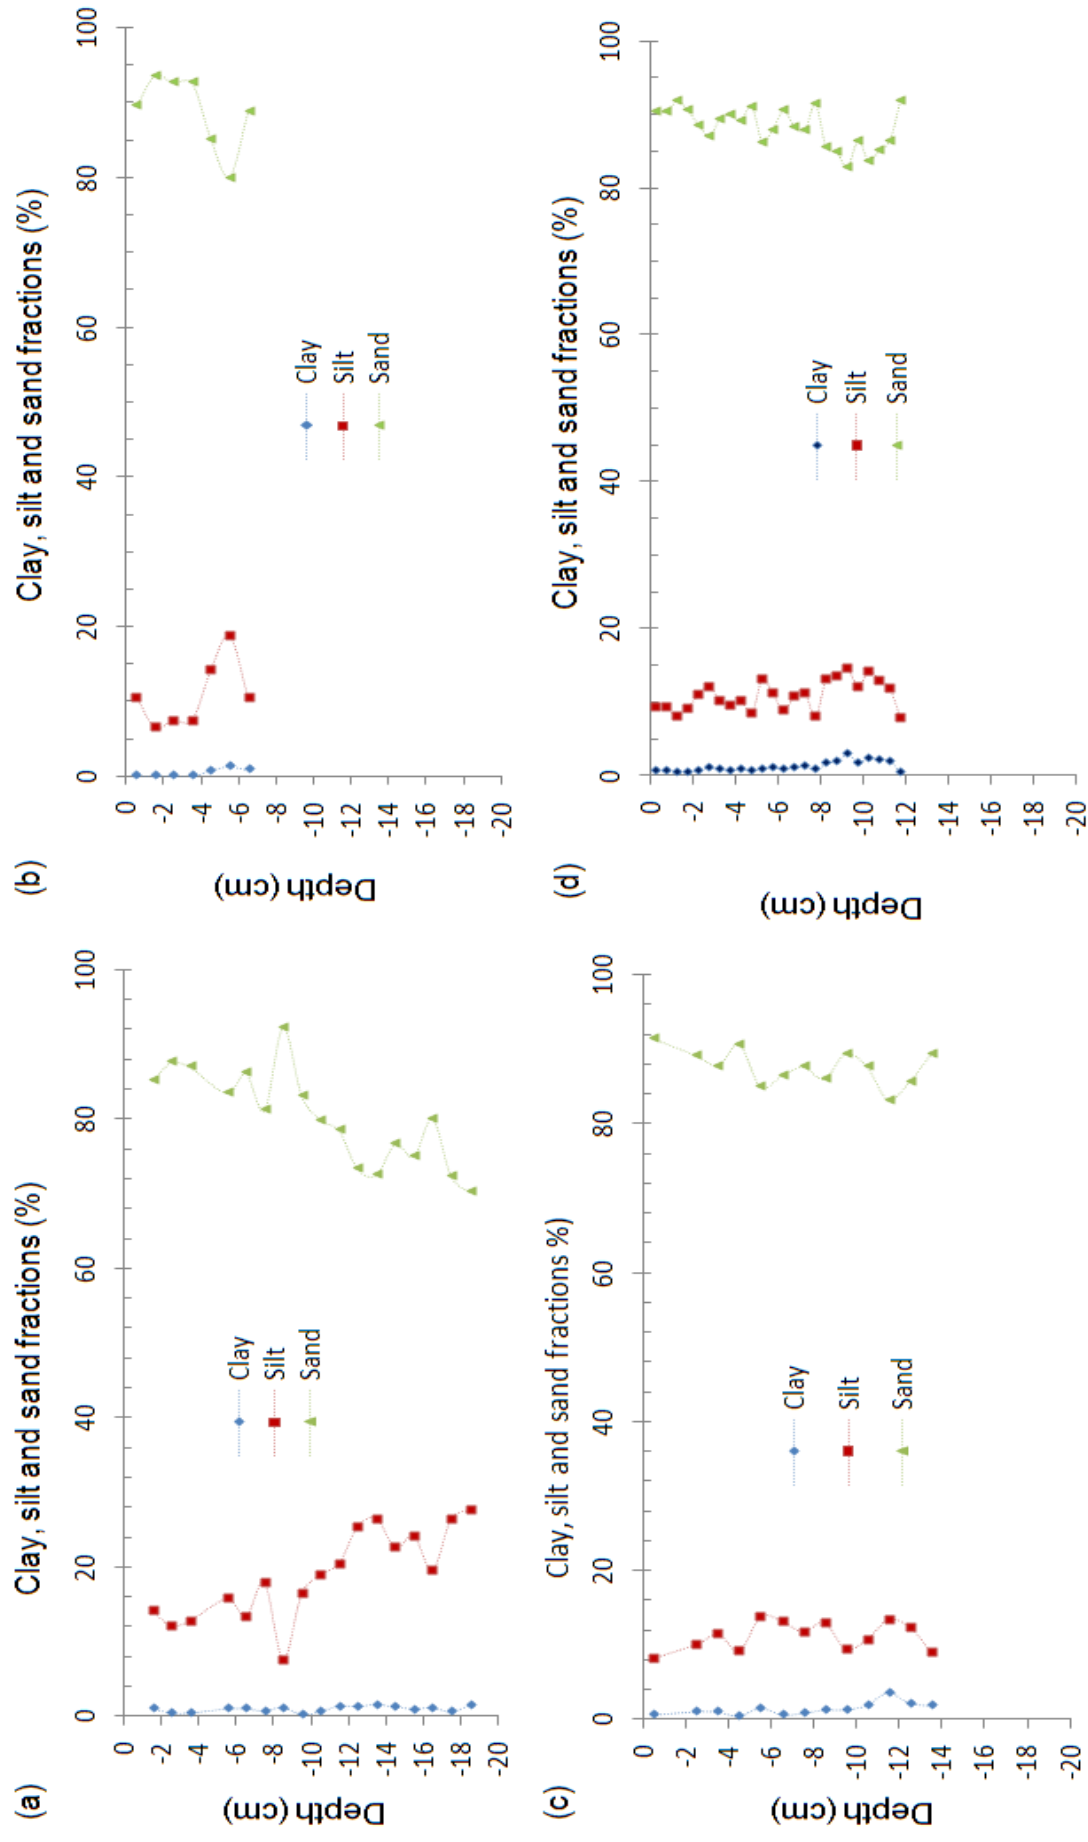 (a)
Clay, silt and sand fractions (%)
0 20 40 60 80 100
Depth (cm)
0
-2
-4
-6
-8
-10
-12
-14
-16
-18
-20
Clay
Silt
Sand
(b)
Clay, silt and sand fractions (%)
0 20 40 60 80 100
Depth (cm)
0
-2
-4
-6
-8
-10
-12
-14
-16
-18
-20
Clay
Silt
Sand
(c)
Clay, silt and sand fractions %)
0 20 40 60 80 100
Depth (cm)
0
-2
-4
-6
-8
-10
-12
-14
-16
-18
-20
Clay
Silt
Sand
(d)
Clay, silt and sand fractions (%)
0 20 40 60 80 100
Depth (cm)
0
-2
-4
-6
-8
-10
-12
-14
-16
-18
-20
Clay
Silt
Sand